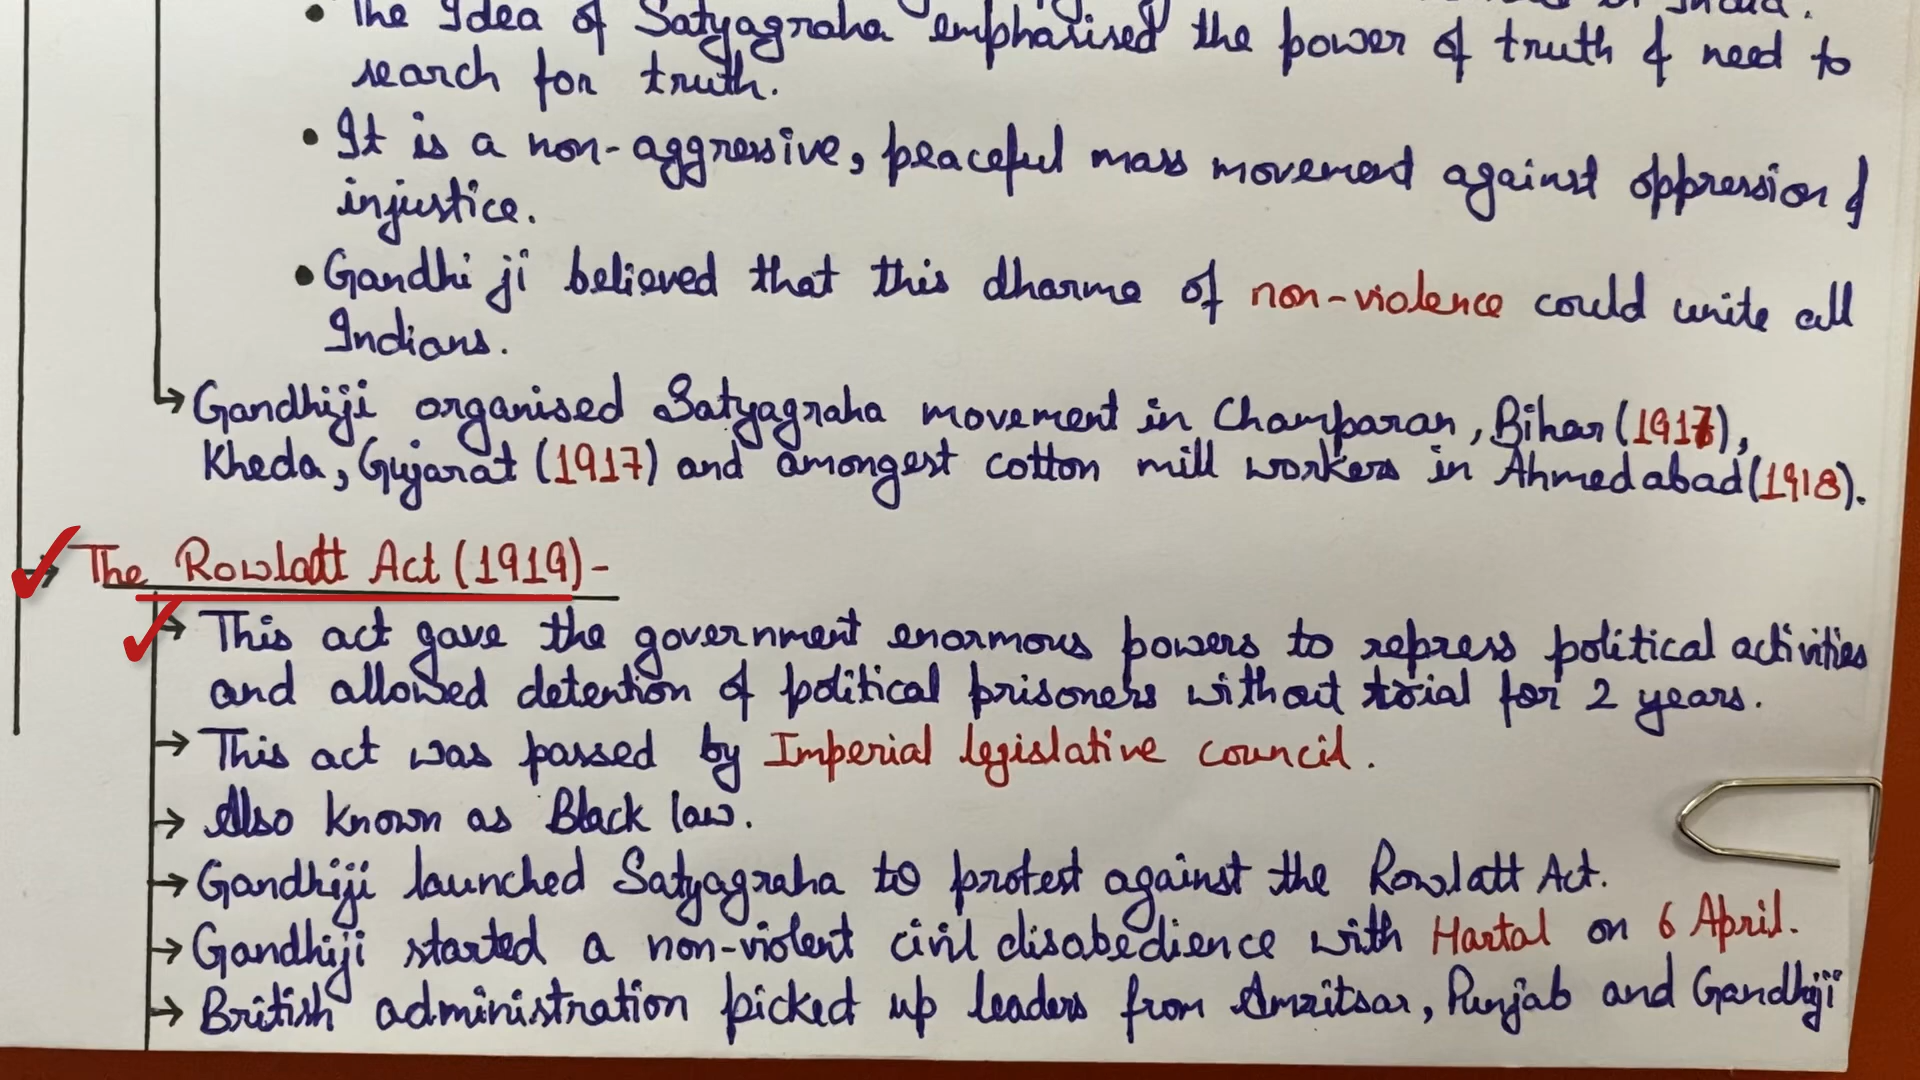 India.
• The Idea of Satyagraha emphasised the power of truth & need to
search for truth.
• It is a non-aggressive, peaceful mass movement against oppression &
injustice.
• Gandhi ji believed that this dharma of non-violence could unite all
Indians.
→ Gandhiji organised Satyagraha movement in Champaran, Bihar (1917),
Kheda, Gujarat (1917) and amongest cotton mill workers in Ahmedabad (1918).
→ The Rowlatt Act (1919) -
→ This act gave the government enormous powers to repress political activities
and allowed detention of political prisoners without trial for 2 years.
→ This act was passed by Imperial legislative council.
→ Also known as Black law.
→ Gandhiji launched Satyagraha to protest against the Rowlatt Act.
→ Gandhiji started a non-violent civil disobedience with Hartal on 6 April.
→ British administration picked up leaders from Amritsar, Punjab and Gandhiji